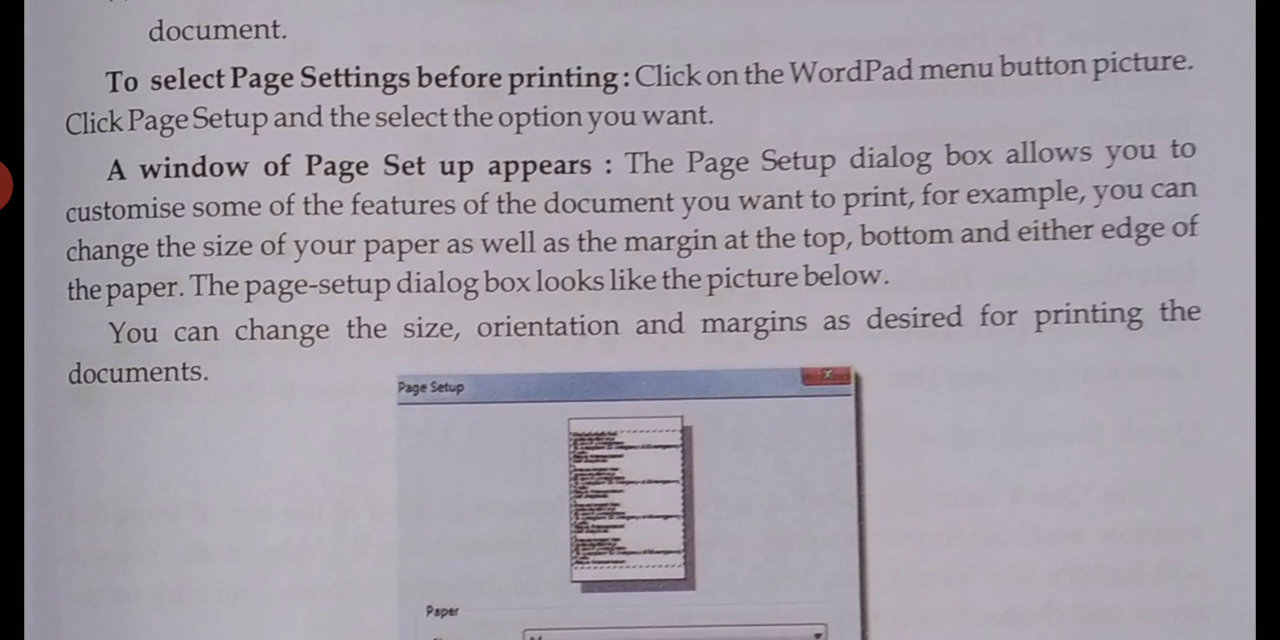 document.
To select Page Settings before printing : Click on the WordPad menu button picture.
Click Page Setup and the select the option you want.
A window of Page Set up appears : The Page Setup dialog box allows you to
customise some of the features of the document you want to print, for example, you can
change the size of your paper as well as the margin at the top, bottom and either edge of
the paper. The page-setup dialog box looks like the picture below.
You can change the size, orientation and margins as desired for printing the
documents.
Page Setup
Paper